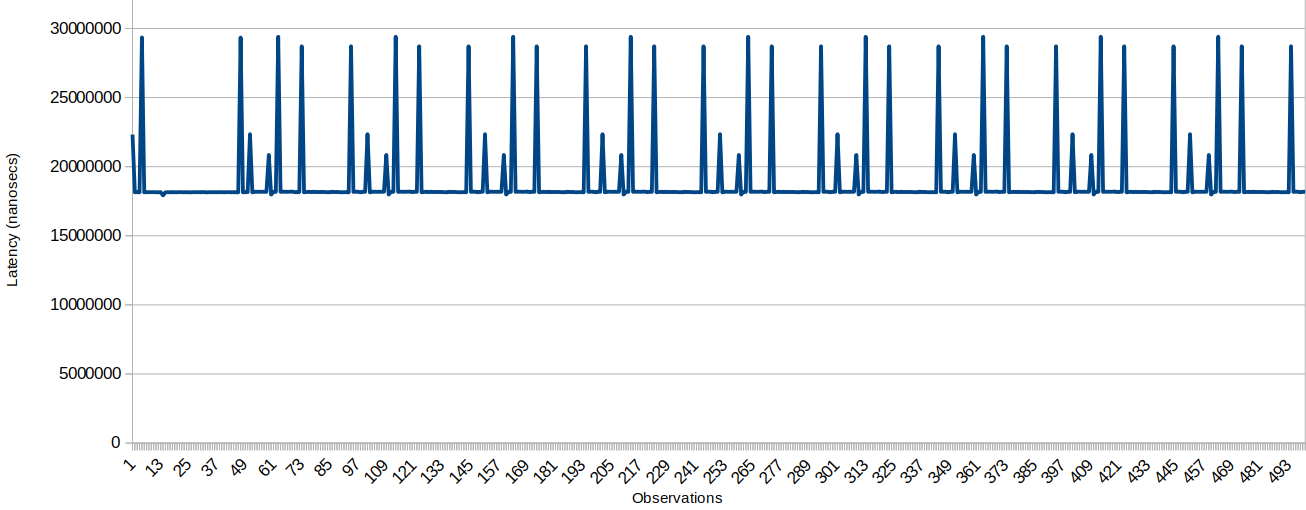 30000000
25000000
20000000
15000000
10000000
5000000
0
Latency (nanosecs)
1 13 25 37 49 61 73 85 97 109 121 133 145 157 169 181 193 205 217 229 241 253 265 277 289 301 313 325 337 349 361 373 385 397 409 421 433 445 457 469 481 493
Observations